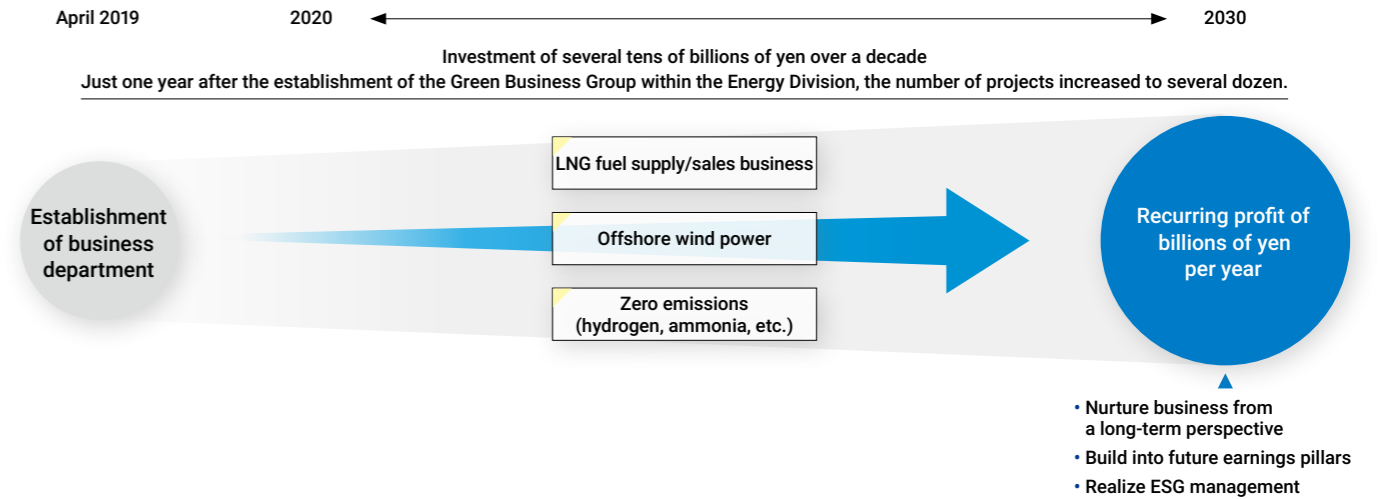 April 2019
2020
2030
Investment of several tens of billions of yen over a decade
Just one year after the establishment of the Green Business Group within the Energy Division, the number of projects increased to several dozen.
Establishment
of business
department
LNG fuel supply/sales business
Offshore wind power
Zero emissions
(hydrogen, ammonia, etc.)
Recurring profit of
billions of yen
per year
• Nurture business from
a long-term perspective
• Build into future earnings pillars
• Realize ESG management